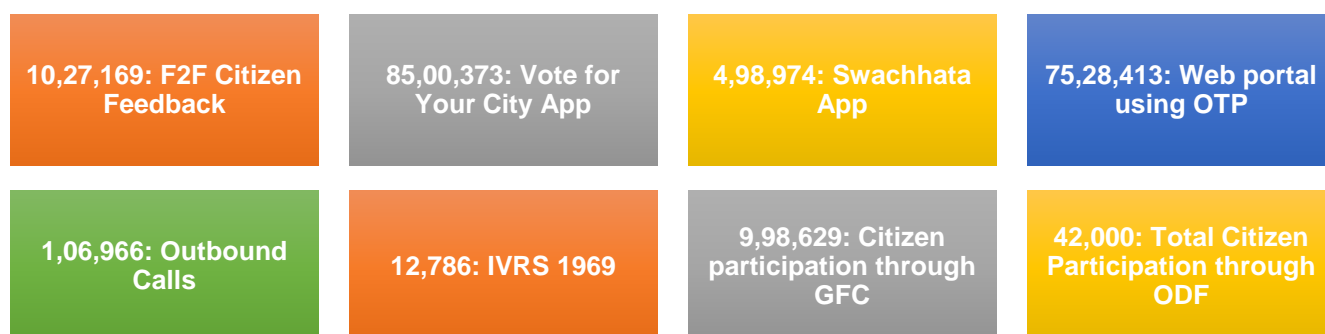 10,27,169: F2F Citizen
Feedback
85,00,373: Vote for
Your City App
4,98,974: Swachhata
App
75,28,413: Web portal
using OTP
1,06,966: Outbound
Calls
12,786: IVRS 1969
9,98,629: Citizen
participation through
GFC
42,000: Total Citizen
Participation through
ODF